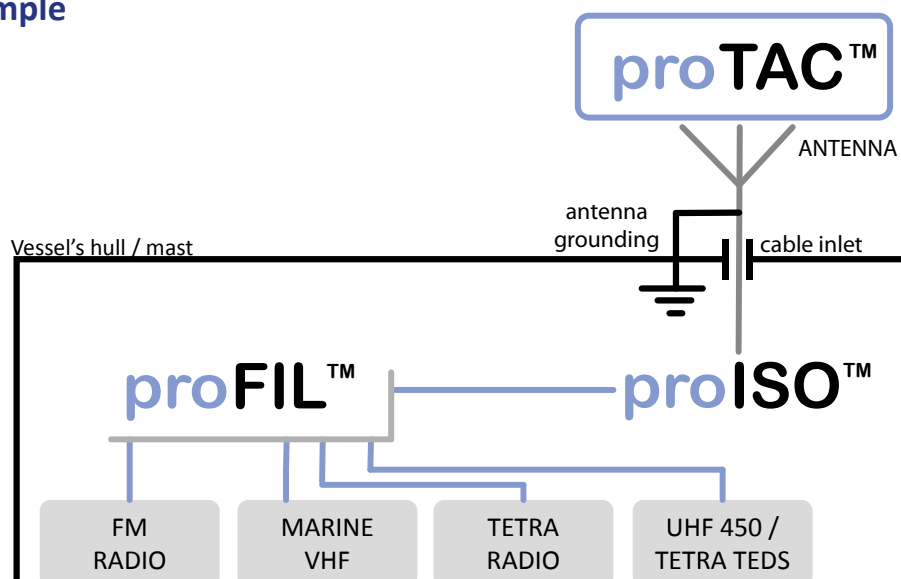 proTAC™
ANTENNA
antenna
grounding
cable inlet
Vessel's hull / mast
proFIL™
proISO™
FM
RADIO
MARINE
VHF
TETRA
RADIO
UHF 450 /
TETRA TEDS